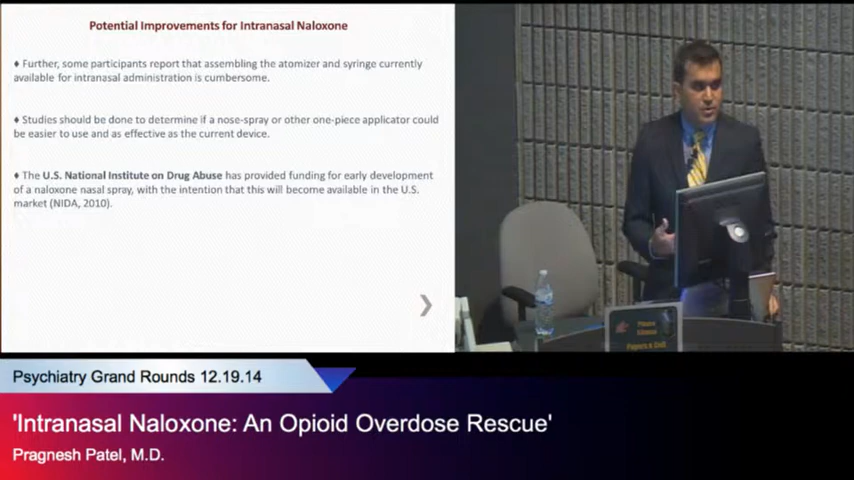 Potential Improvements for Intranasal Naloxone
♦ Further, some participants report that assembling the atomizer and syringe currently
available for intranasal administration is cumbersome.
♦ Studies should be done to determine if a nose-spray or other one-piece applicator could
be easier to use and as effective as the current device.
♦ The U.S. National Institute on Drug Abuse has provided funding for early development
of a naloxone nasal spray, with the intention that this will become available in the U.S.
market (NIDA, 2010).
Psychiatry Grand Rounds 12.19.14
'Intranasal Naloxone: An Opioid Overdose Rescue'
Pragnesh Patel, M.D.